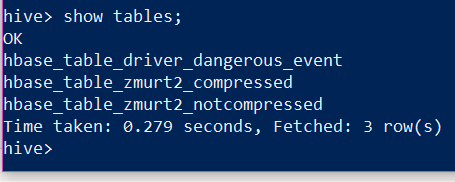 hive> show tables;
OK
hbase_table_driver_dangerous_event
hbase_table_zmurt2_compressed
hbase_table_zmurt2_notcompressed
Time taken: 0.279 seconds, Fetched: 3 row(s)
hive>